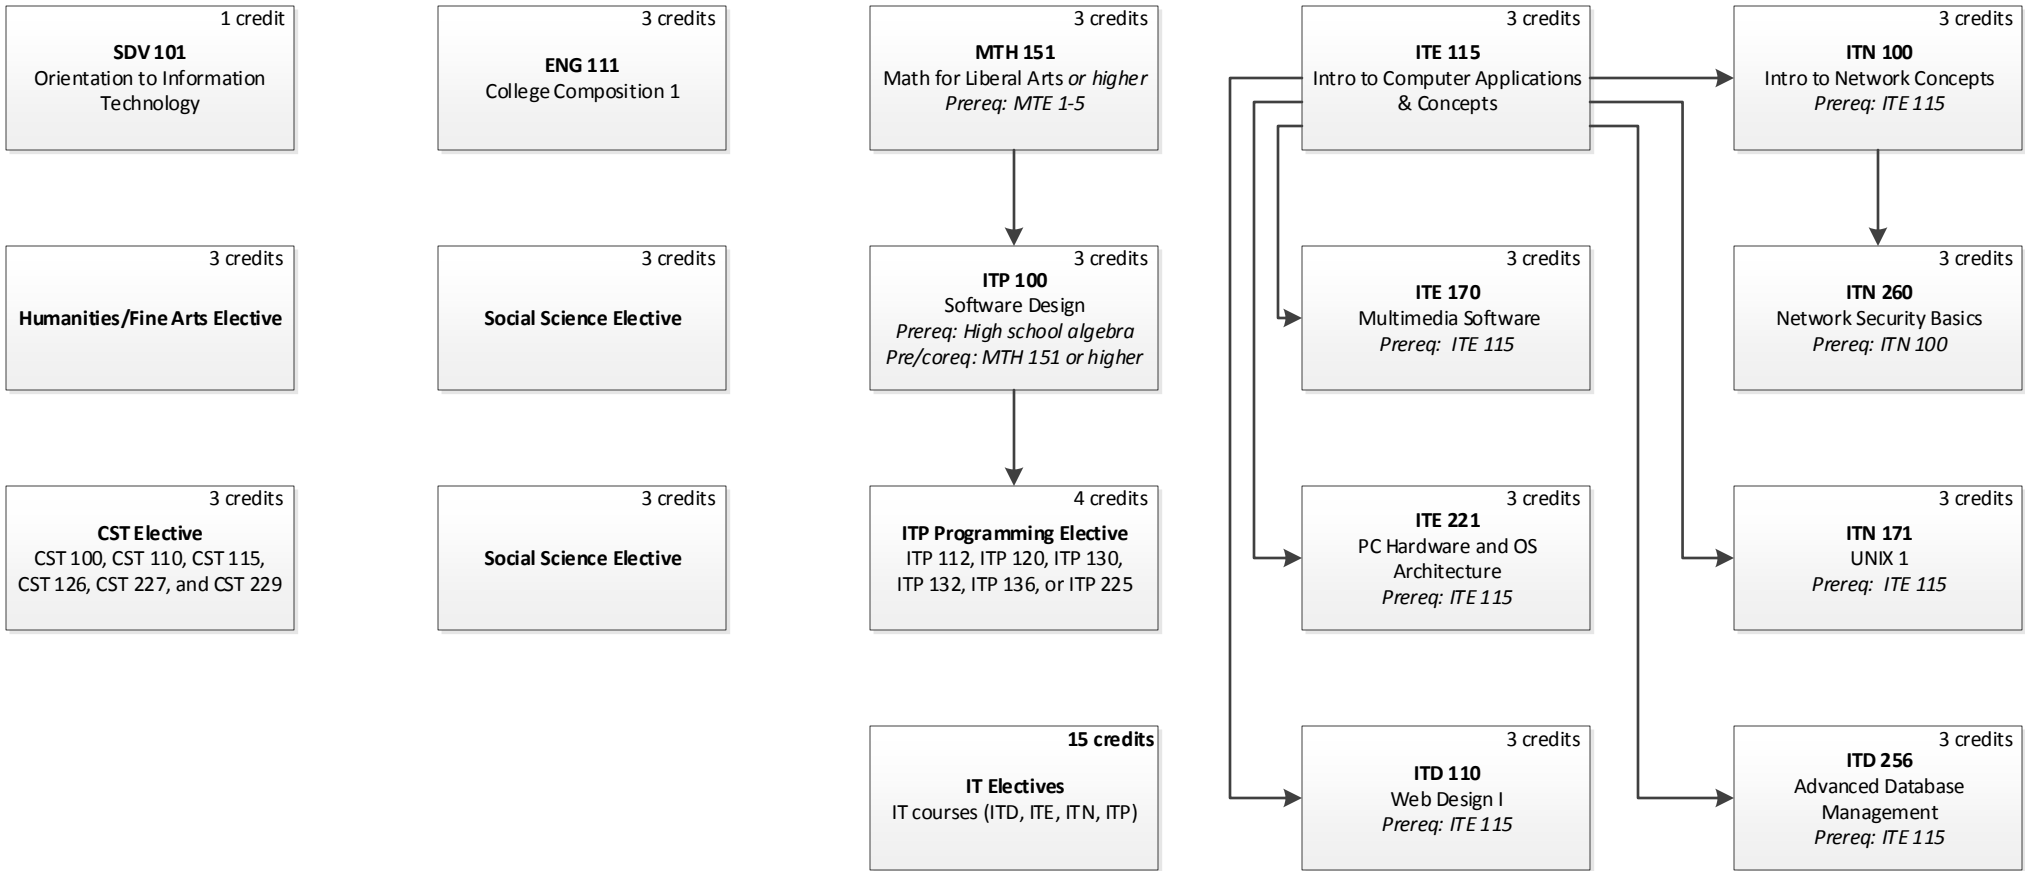 1 credit
SDV 101
Orientation to Information
Technology
3 credits
ENG 111
College Composition 1
3 credits
MTH 151
Math for Liberal Arts or higher
Prereq: MTE 1-5
3 credits
ITE 115
Intro to Computer Applications
& Concepts
3 credits
ITN 100
Intro to Network Concepts
Prereq: ITE 115
3 credits
Humanities/Fine Arts Elective
3 credits
Social Science Elective
3 credits
ITP 100
Software Design
Prereq: High school algebra
Pre/coreq: MTH 151 or higher
3 credits
ITE 170
Multimedia Software
Prereq: ITE 115
3 credits
ITN 260
Network Security Basics
Prereq: ITN 100
3 credits
CST Elective
CST 100, CST 110, CST 115,
CST 126, CST 227, and CST 229
3 credits
Social Science Elective
4 credits
ITP Programming Elective
ITP 112, ITP 120, ITP 130,
ITP 132, ITP 136, or ITP 225
3 credits
ITE 221
PC Hardware and OS
Architecture
Prereq: ITE 115
3 credits
ITN 171
UNIX 1
Prereq: ITE 115
15 credits
IT Electives
IT courses (ITD, ITE, ITN, ITP)
3 credits
ITD 110
Web Design I
Prereq: ITE 115
3 credits
ITD 256
Advanced Database
Management
Prereq: ITE 115